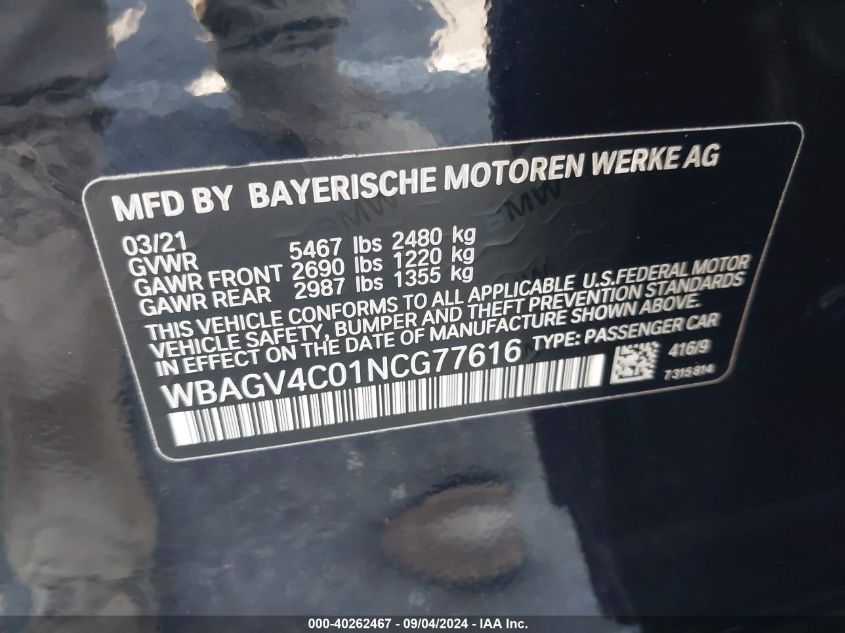 MFD BY BAYERISCHE MOTOREN WERKE AG
03/21
GVWR 5467 lbs 2480 kg
GAWR FRONT 2690 lbs 1220 kg
GAWR REAR 2987 lbs 1355 kg
THIS VEHICLE CONFORMS TO ALL APPLICABLE U.S.FEDERAL MOTOR
VEHICLE SAFETY, BUMPER AND THEFT PREVENTION STANDARDS
IN EFFECT ON THE DATE OF MANUFACTURE SHOWN ABOVE.
WBAGV4C01NCG77616 TYPE: PASSENGER CAR
416/9
7315814
000-40262467 - 09/04/2024 - IAA Inc.